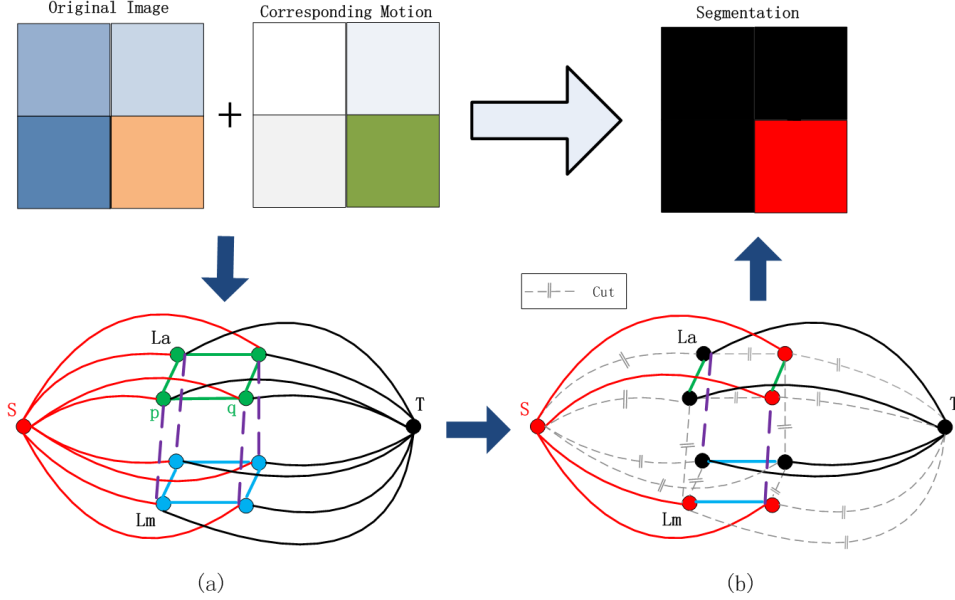 Original Image
Corresponding Motion
Segmentation
+
Cut
La
La
S
p
q
T
S
T
Lm
Lm
(a)
(b)